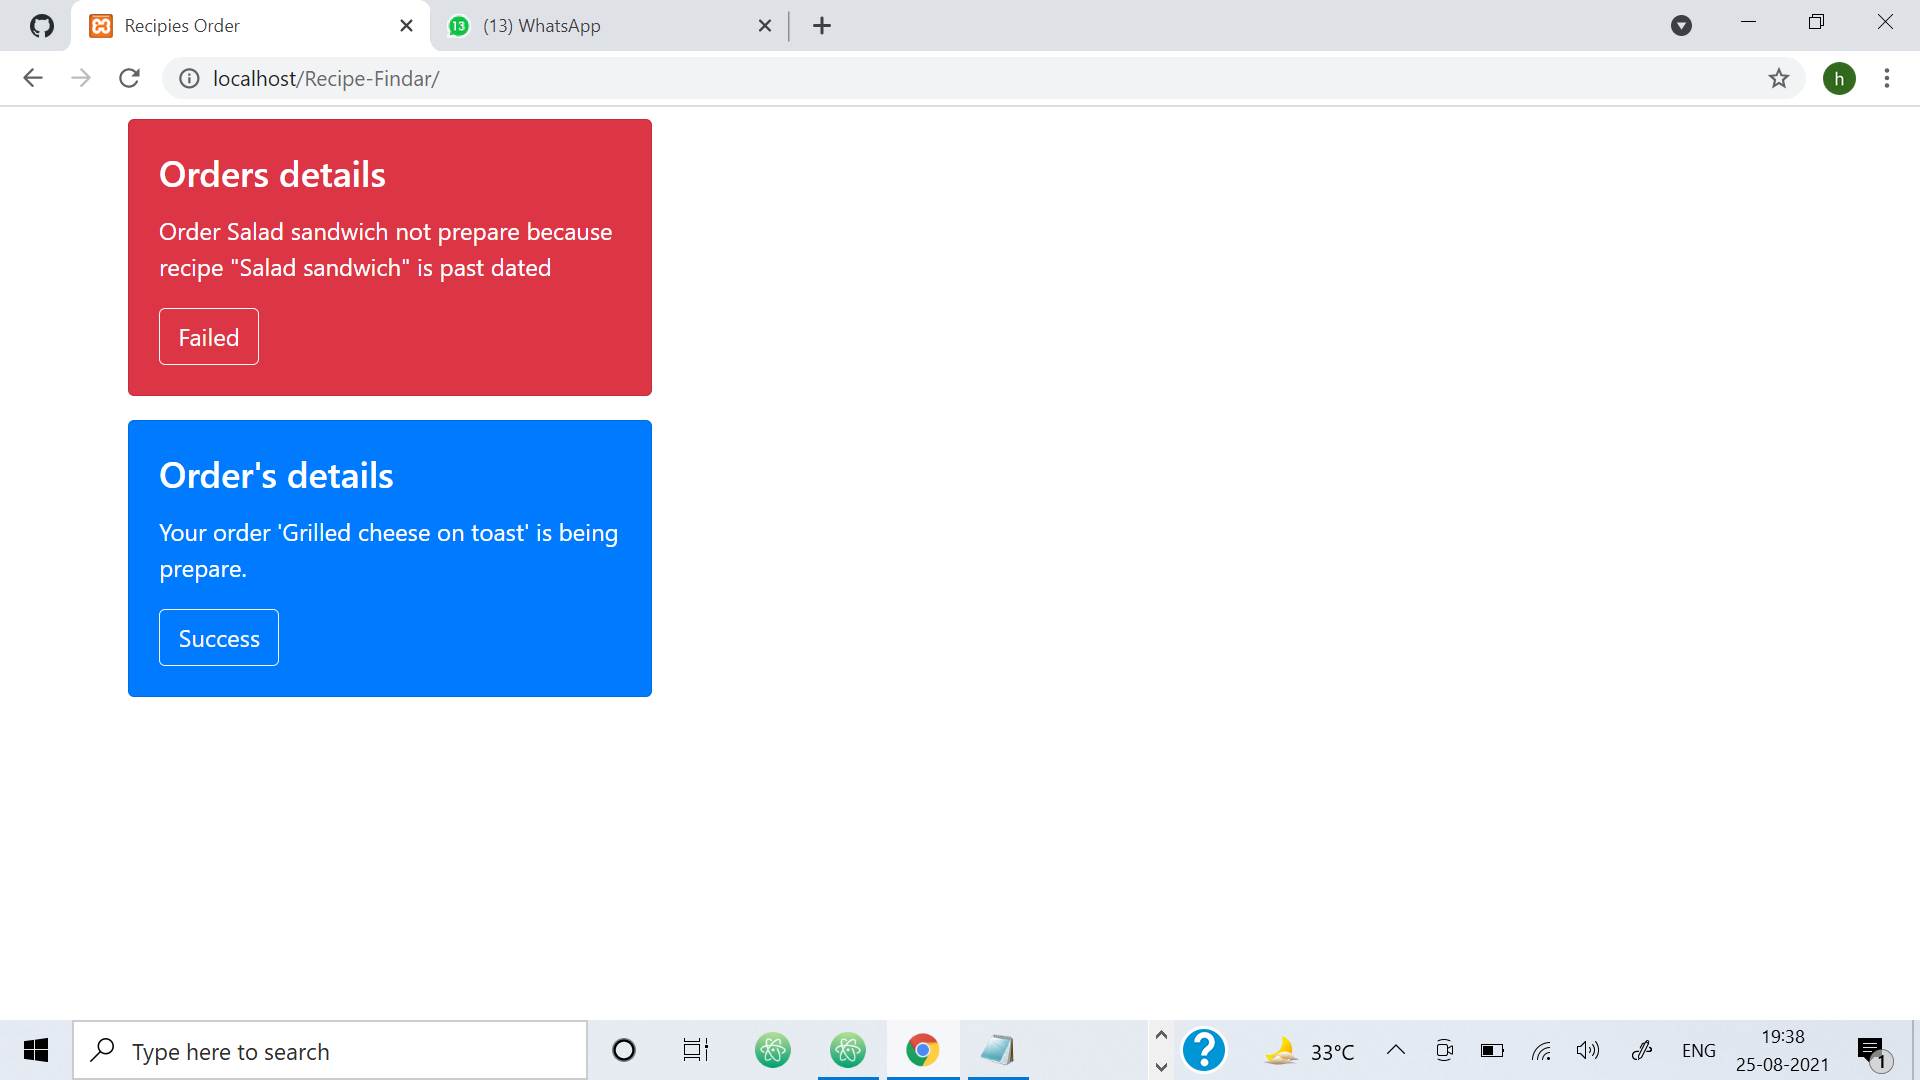 Recipies Order
13
(13) WhatsApp
localhost/Recipe-Findar/
h
Orders details
Order Salad sandwich not prepare because
recipe "Salad sandwich" is past dated
Failed
Order's details
Your order 'Grilled cheese on toast' is being
prepare.
Success
Type here to search
?
33°C
ENG
19:38
25-08-2021
1